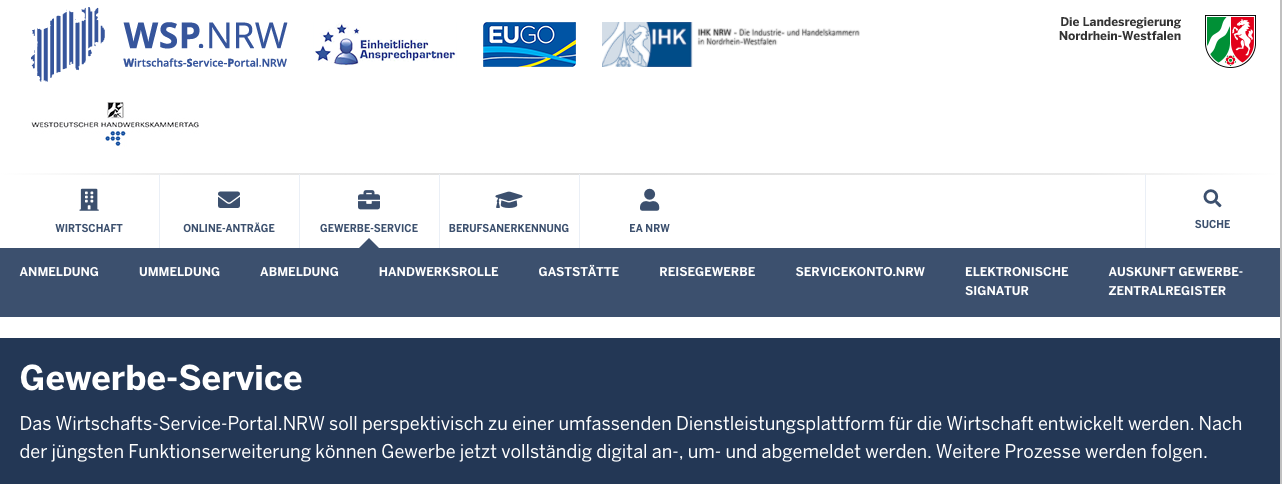 WSP.NRW
Wirtschafts-Service-Portal.NRW
Einheitlicher
Ansprechpartner
EUGO
IHK
IHK NRW - Die Industrie- und Handelskammern
in Nordrhein-Westfalen
Die Landesregierung
Nordrhein-Westfalen
WESTDEUTSCHER HANDWERKSKAMMERTAG
WIRTSCHAFT
ONLINE-ANTRÄGE
GEWERBE-SERVICE
BERUFSANERKENNUNG
EA NRW
SUCHE
ANMELDUNG
UMMELDUNG
ABMELDUNG
HANDWERKSROLLE
GASTSTÄTTE
REISEGEWERBE
SERVICEKONTO.NRW
ELEKTRONISCHE
SIGNATUR
AUSKUNFT GEWERBE-
ZENTRALREGISTER
Gewerbe-Service
Das Wirtschafts-Service-Portal.NRW soll perspektivisch zu einer umfassenden Dienstleistungsplattform für die Wirtschaft entwickelt werden. Nach
der jüngsten Funktionserweiterung können Gewerbe jetzt vollständig digital an-, um- und abgemeldet werden. Weitere Prozesse werden folgen.